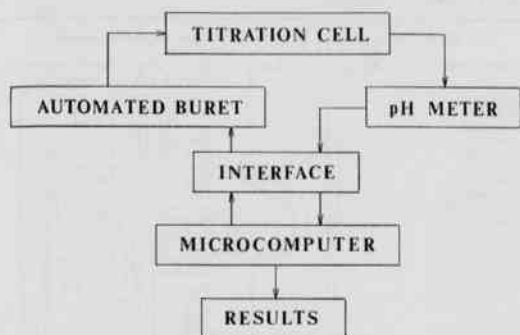 TITRATION CELL
AUTOMATED BURET
pH METER
INTERFACE
MICROCOMPUTER
RESULTS